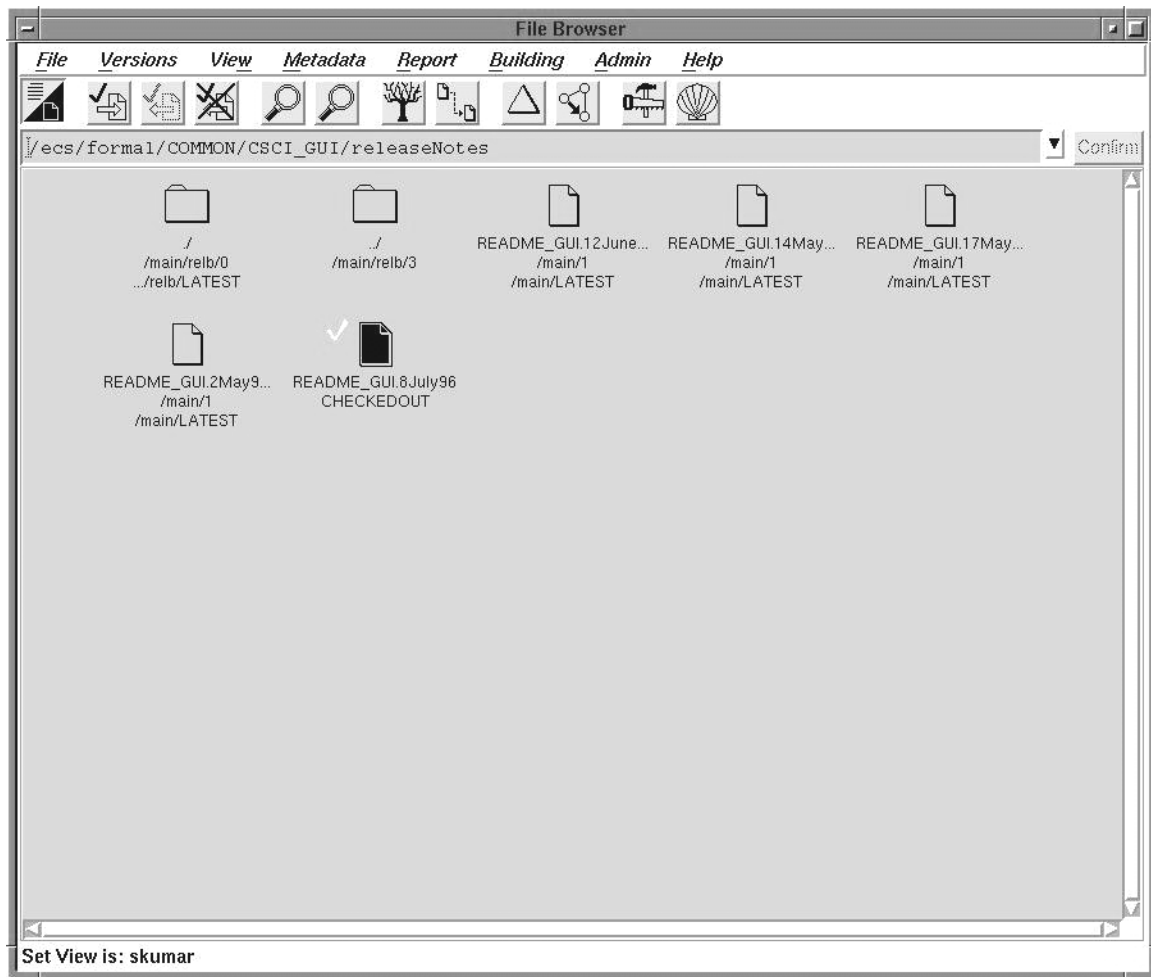 File Browser
File Versions View Metadata Report Building Admin Help
/ecs/formal/COMMON/CSCI_GUI/releaseNotes Confirm
./ ../ README_GUI.12June... README_GUI.14May... README_GUI.17May...
/main/relb/0 /main/relb/3 /main/1 /main/1 /main/1
.../relb/LATEST /main/LATEST /main/LATEST /main/LATEST
README_GUI.2May9... README_GUI.8July96
/main/1 CHECKEDOUT
/main/LATEST
Set View is: skumar